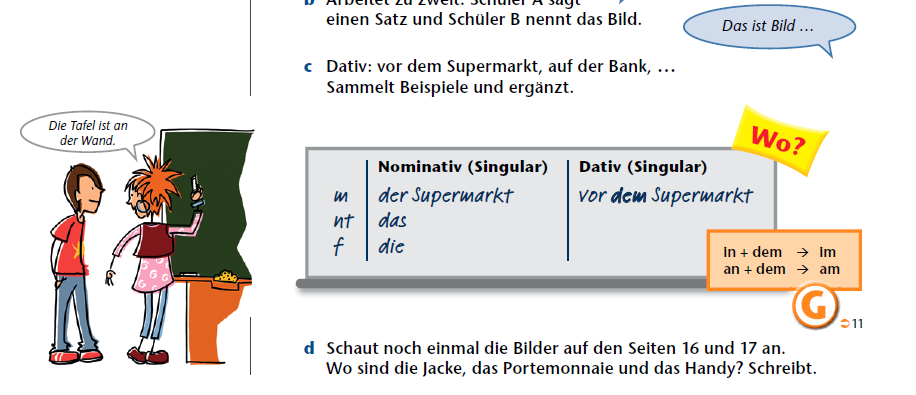 b Arbeitet zu zweit. Schüler A sagt
einen Satz und Schüler B nennt das Bild.
Das ist Bild ...
c Dativ: vor dem Supermarkt, auf der Bank, ...
Sammelt Beispiele und ergänzt.
Die Tafel ist an
der Wand.
Wo?
Nominativ (Singular) Dativ (Singular)
m der Supermarkt vor dem Supermarkt
nt das
f die
In + dem → Im
an + dem → am
G
11
d Schaut noch einmal die Bilder auf den Seiten 16 und 17 an.
Wo sind die Jacke, das Portemonnaie und das Handy? Schreibt.